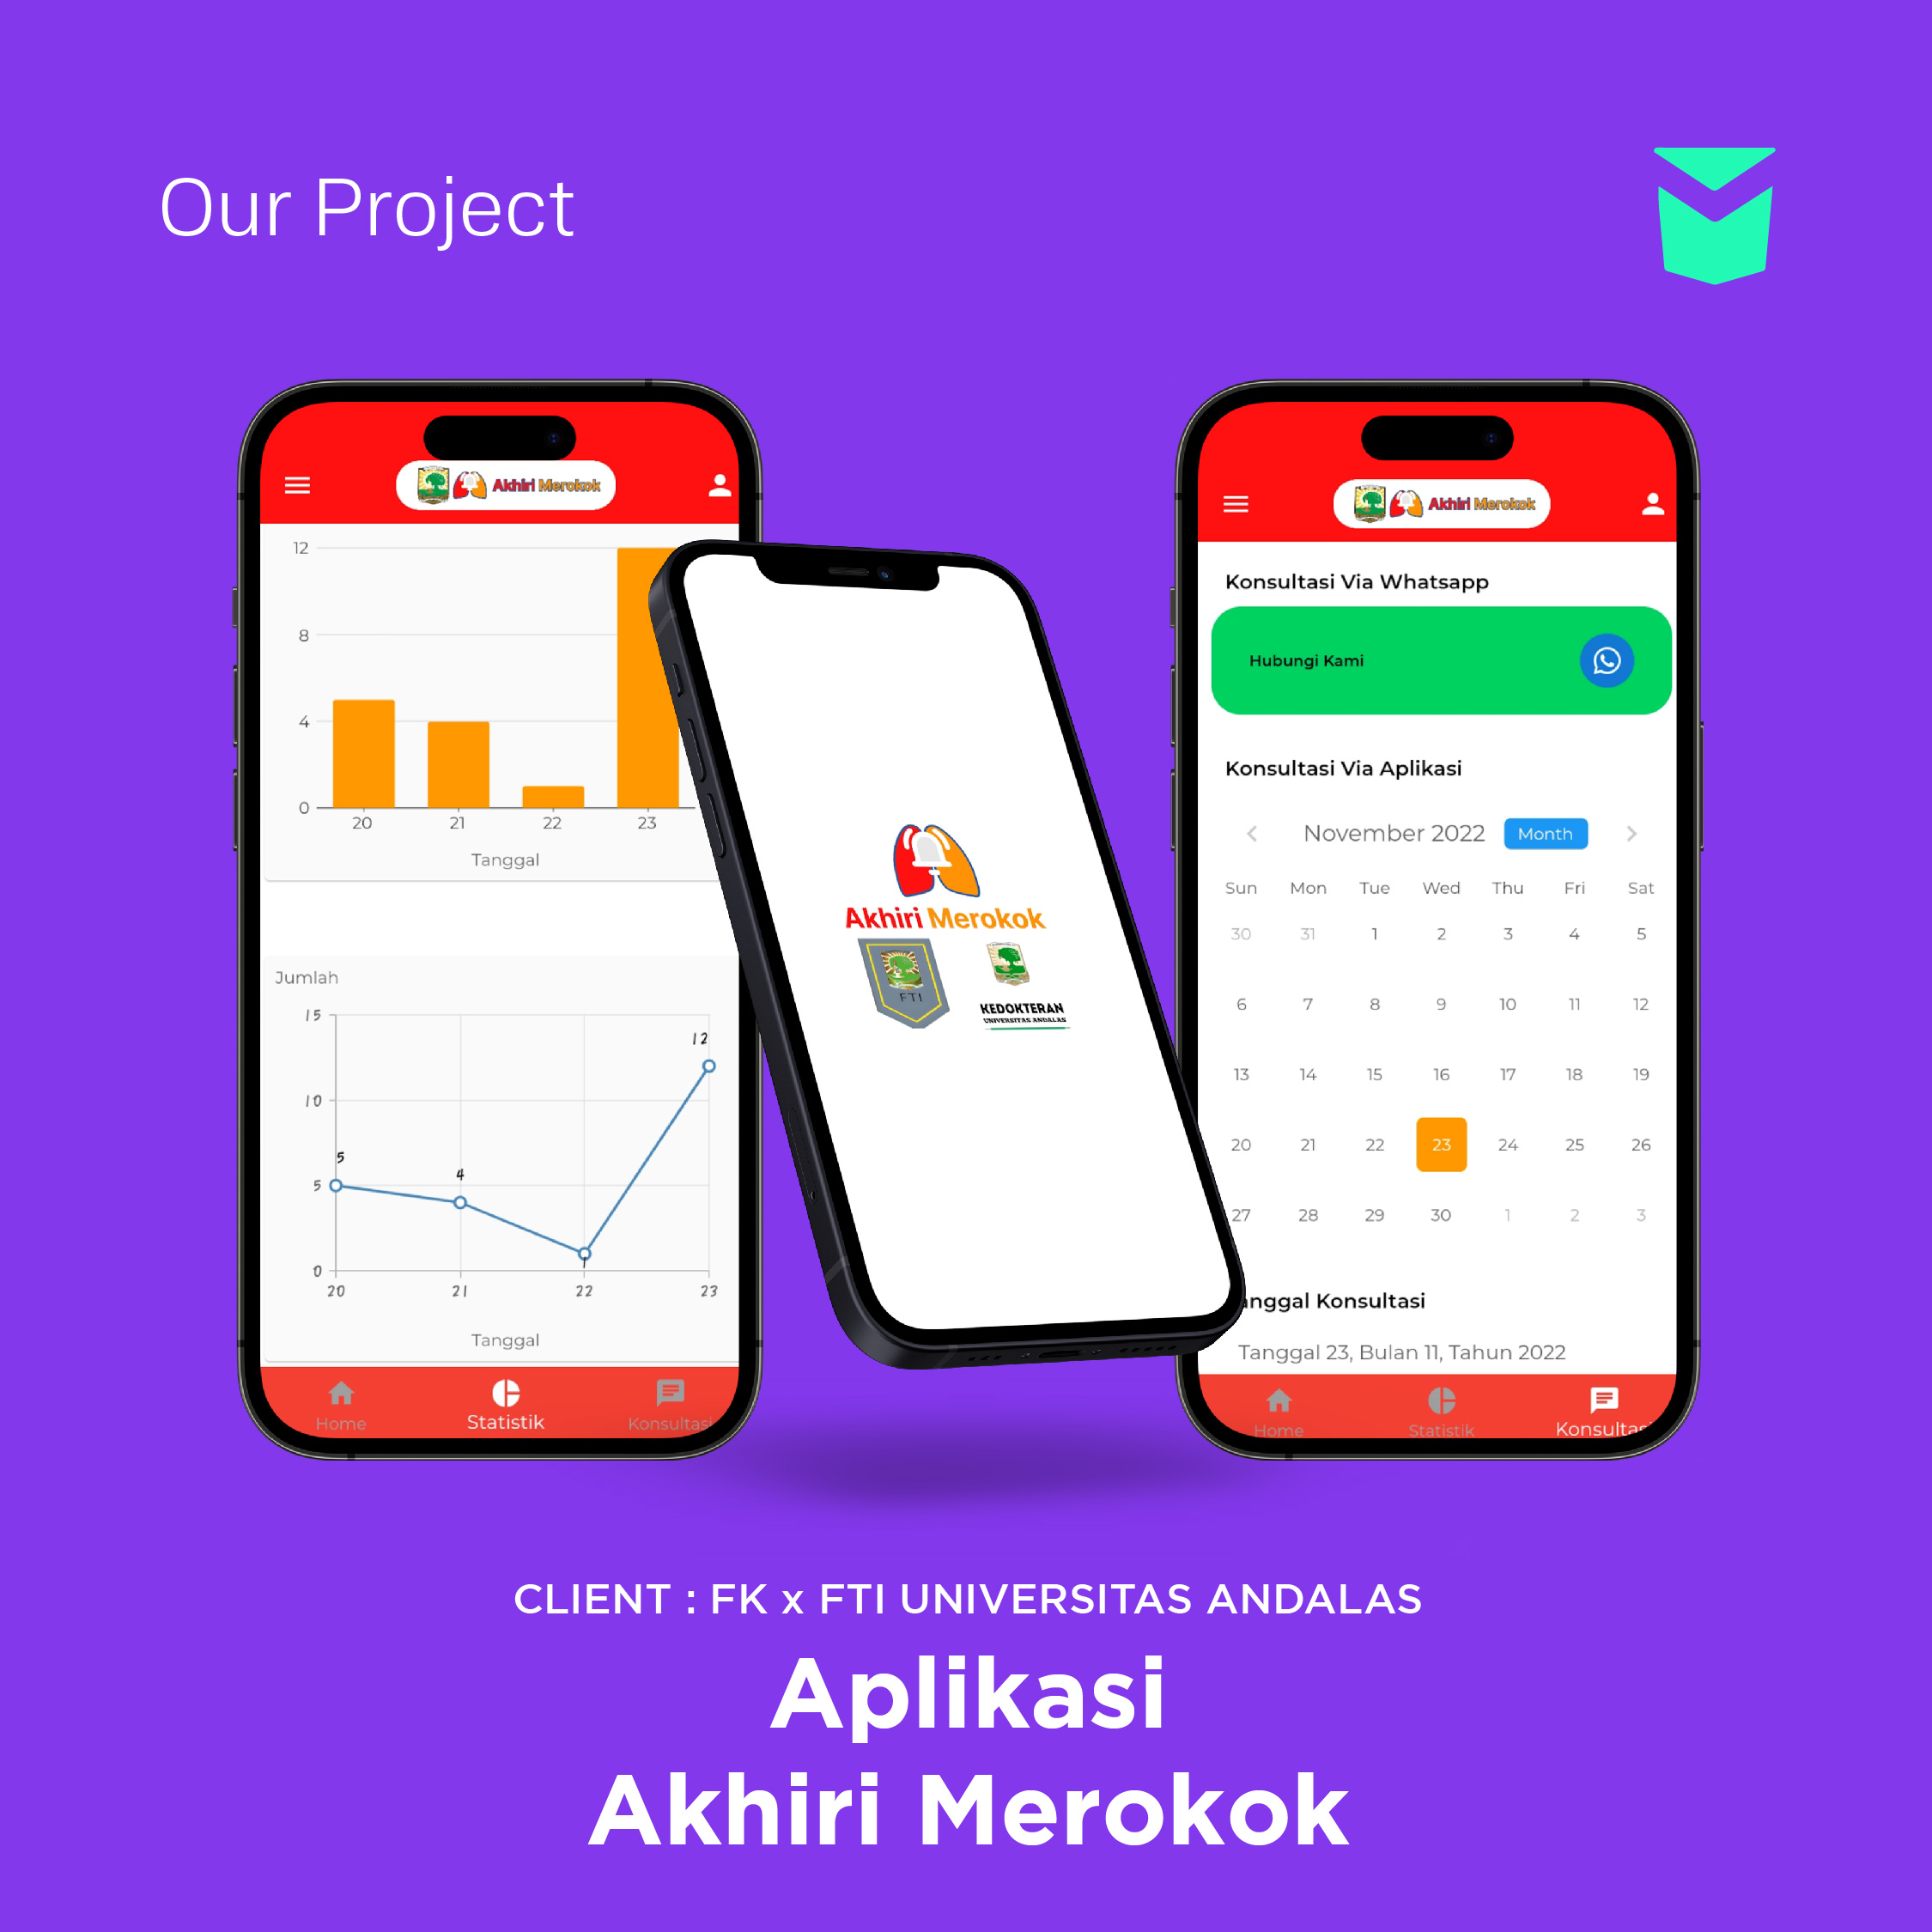 Our Project
Akhiri Merokok
12
8
4
0
20 21 22 23
Tanggal
Jumlah
15
10
5
0
5
4
1
12
20 21 22 23
Tanggal
Home Statistik Konsultasi
Akhiri Merokok
FTI
KEDOKTERAN
UNIVERSITAS ANDALAS
Akhiri Merokok
Konsultasi Via Whatsapp
Hubungi Kami
Konsultasi Via Aplikasi
November 2022 Month
Sun Mon Tue Wed Thu Fri Sat
30 31 1 2 3 4 5
6 7 8 9 10 11 12
13 14 15 16 17 18 19
20 21 22 23 24 25 26
27 28 29 30 1 2 3
anggal Konsultasi
Tanggal 23, Bulan 11, Tahun 2022
Home Statistik Konsultas
CLIENT : FK x FTI UNIVERSITAS ANDALAS
Aplikasi
Akhiri Merokok